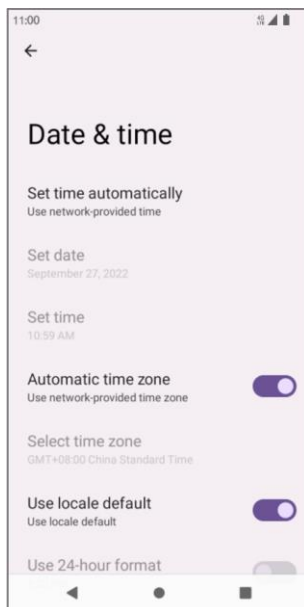 11:00
Date & time
Set time automatically
Use network-provided time
Set date
September 27, 2022
Set time
10:59 AM
Automatic time zone
Use network-provided time zone
Select time zone
GMT+08:00 China Standard Time
Use locale default
Use locale default
Use 24-hour format